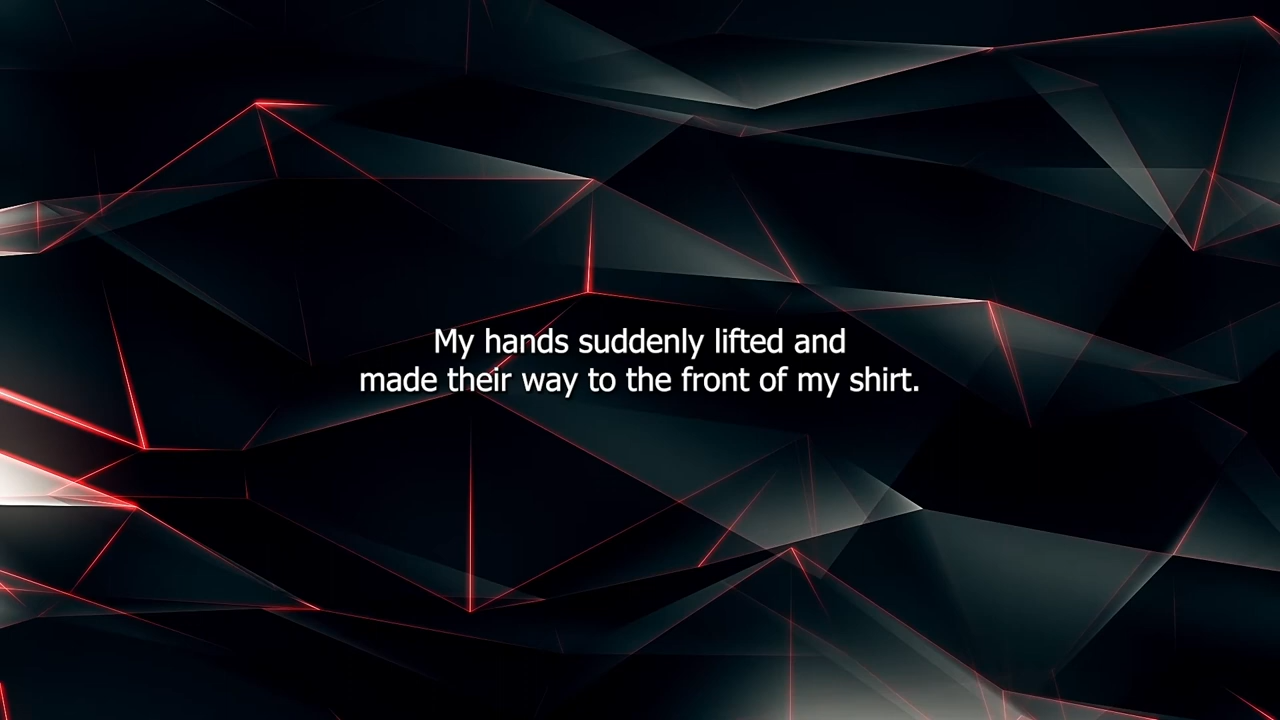 My hands suddenly lifted and
made their way to the front of my shirt.